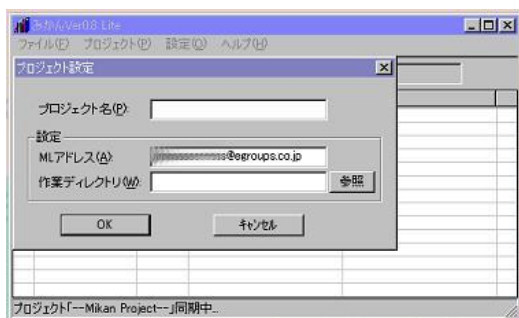 みかんVer0.8 Lite
ファイル(F) プロジェクト(P) 設定(O) ヘルプ(H)
プロジェクト設定
プロジェクト名(P):
設定
MLアドレス(A): @egroups.co.jp
作業ディレクトリ(W): 参照
OK キャンセル
プロジェクト「--Mikan Project--」同期中...